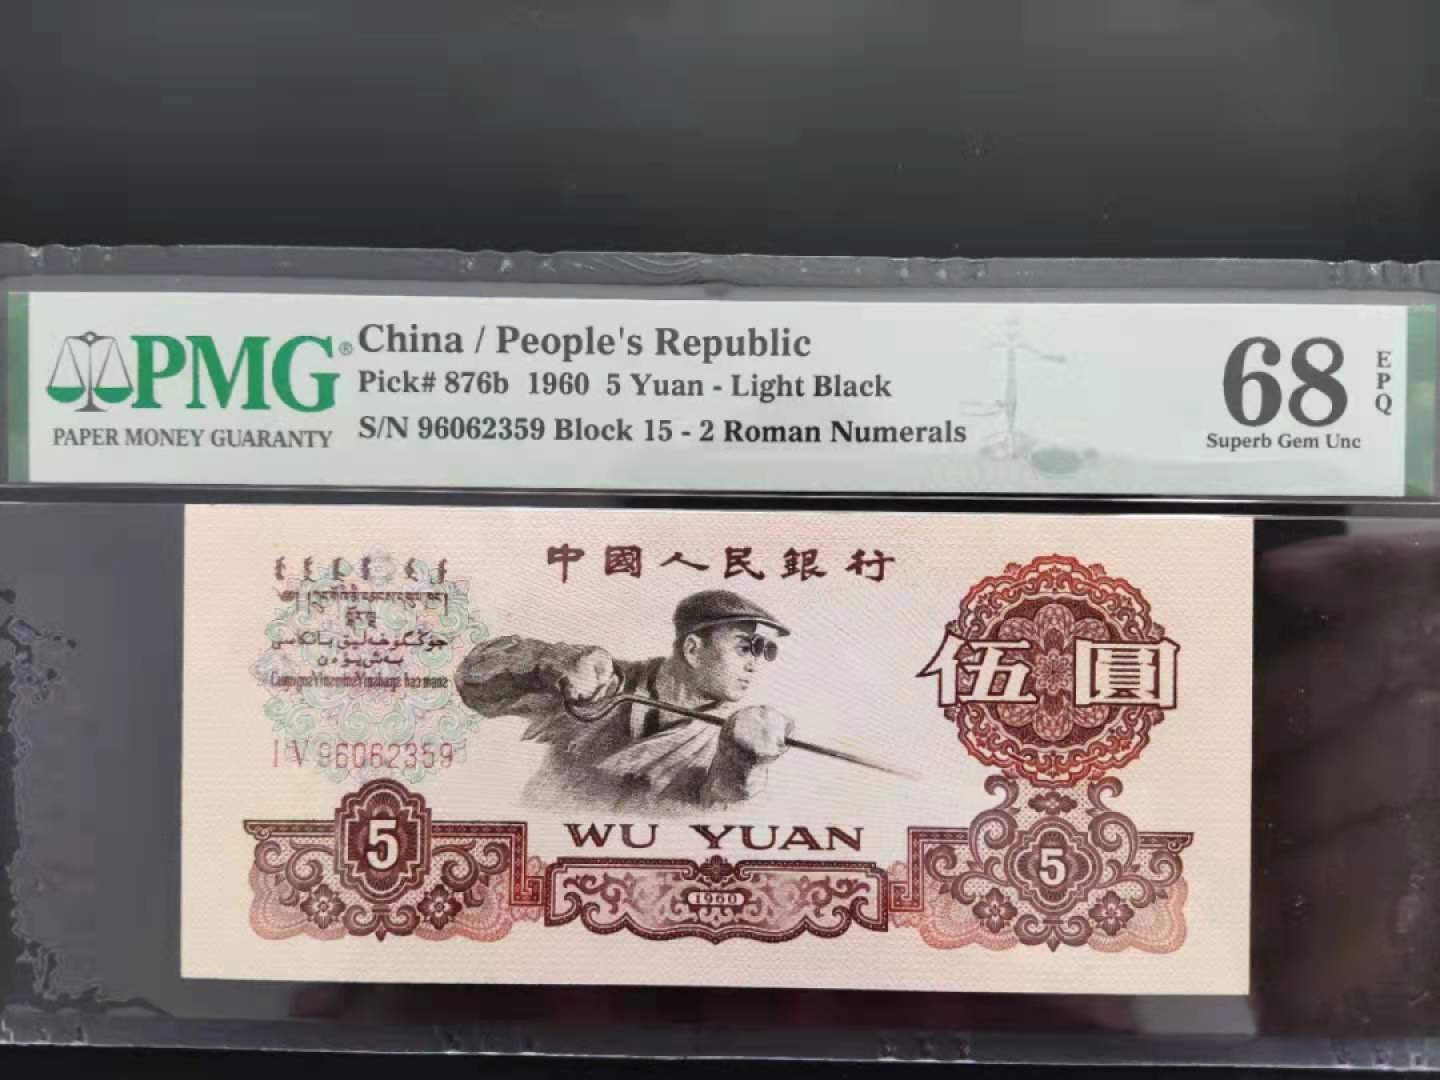 PMG®
PAPER MONEY GUARANTY
China / People's Republic
Pick# 876b 1960 5 Yuan - Light Black
S/N 96062359 Block 15 - 2 Roman Numerals
68
EPQ
Superb Gem Unc
中國人民銀行
伍圓
I V 96062359
5
WU YUAN
5
1960